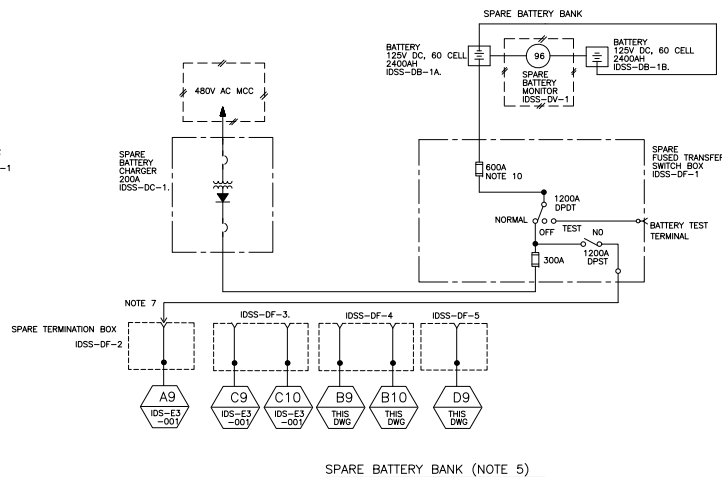 SPARE BATTERY BANK
BATTERY
125V DC, 60 CELL
2400AH
IDSS-DB-1A.
96
SPARE
BATTERY
MONITOR
IDSS-DV-1
BATTERY
125V DC, 60 CELL
2400AH
IDSS-DB-1B.
480V AC MCC
-1
SPARE
BATTERY
CHARGER
200A
IDSS-DC-1.
SPARE
FUSED TRANSFER
SWITCH BOX
IDSS-DF-1
600A
NOTE 10
1200A
DPDT
NORMAL
OFF
TEST
BATTERY TEST
TERMINAL
NO
1200A
DPST
300A
NOTE 7
SPARE TERMINATION BOX
IDSS-DF-2
IDSS-DF-3.
IDSS-DF-4
IDSS-DF-5
A9
IDS-E3
-001
C9
IDS-E3
-001
C10
IDS-E3
-001
B9
THIS
DWG
B10
THIS
DWG
D9
THIS
DWG
SPARE BATTERY BANK (NOTE 5)